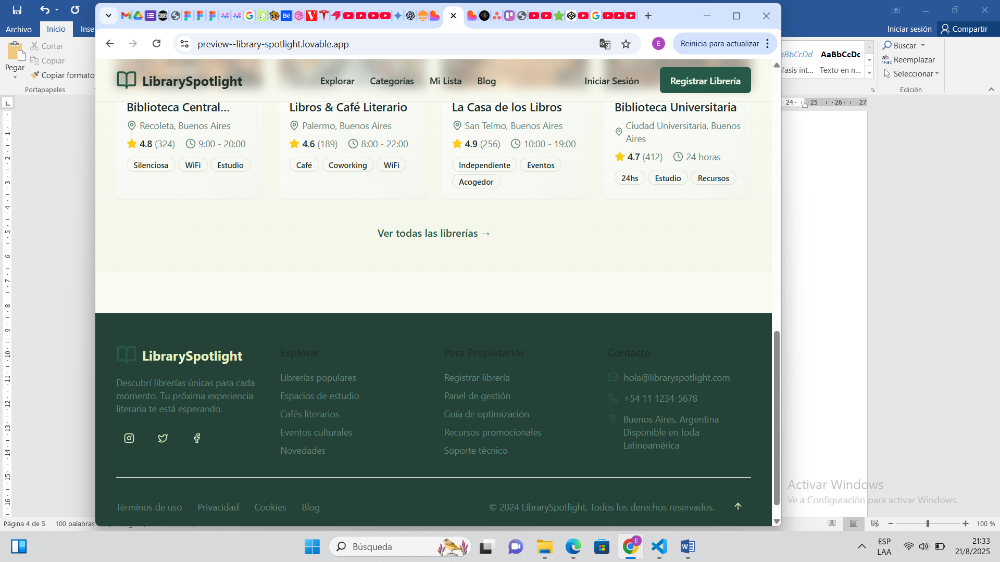 Archivo
Inicio
Inser
Iniciar sesión
Compartir
Pegar
Cortar
Copiar
Copiar formato
Portapapeles
preview--library-spotlight.lovable.app
E
Reinicia para actualizar
aBbCcDd
AaBbCcDc
fasis int...
Texto en n...
Buscar
Reemplazar
Seleccionar
Edición
LibrarySpotlight
Explorar
Categorías
Mi Lista
Blog
Iniciar Sesión
Registrar Librería
Biblioteca Central...
Recoleta, Buenos Aires
4.8 (324)
9:00 - 20:00
Silenciosa
WiFi
Estudio
Libros & Café Literario
Palermo, Buenos Aires
4.6 (189)
8:00 - 22:00
Café
Coworking
WiFi
La Casa de los Libros
San Telmo, Buenos Aires
4.9 (256)
10:00 - 19:00
Independiente
Eventos
Acogedor
Biblioteca Universitaria
Ciudad Universitaria, Buenos
Aires
4.7 (412)
24 horas
24hs
Estudio
Recursos
Ver todas las librerías →
LibrarySpotlight
Descubrí librerías únicas para cada
momento. Tu próxima experiencia
literaria te está esperando.
Explorar
Librerías populares
Espacios de estudio
Cafés literarios
Eventos culturales
Novedades
Para Propietarios
Registrar librería
Panel de gestión
Guía de optimización
Recursos promocionales
Soporte técnico
Contacto
hola@libraryspotlight.com
+54 11 1234-5678
Buenos Aires, Argentina
Disponible en toda
Latinoamérica
Términos de uso
Privacidad
Cookies
Blog
© 2024 LibrarySpotlight. Todos los derechos reservados.
Activar Windows
Ve a Configuración para activar Windows.
Página 4 de 5
100 palabras
100 %
Búsqueda
ESP
LAA
21:33
21/8/2025